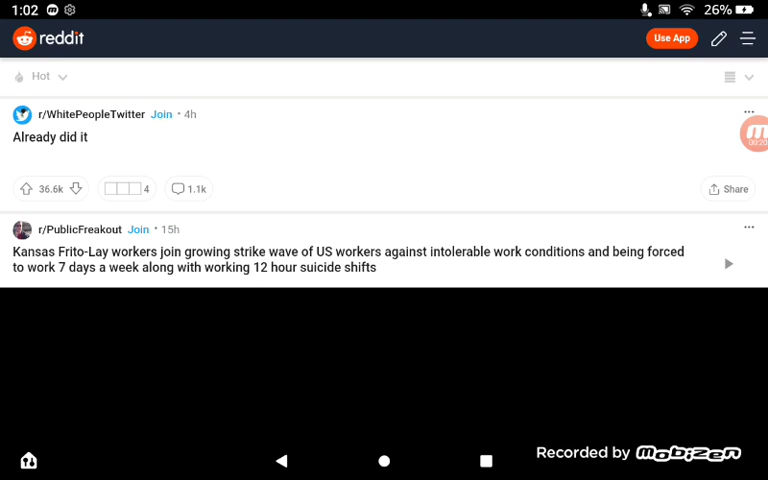 1:02 26%
reddit Use App
Hot
r/WhitePeopleTwitter Join • 4h
Already did it
00:20
36.6k 4 1.1k Share
r/PublicFreakout Join • 15h
Kansas Frito-Lay workers join growing strike wave of US workers against intolerable work conditions and being forced
to work 7 days a week along with working 12 hour suicide shifts
Recorded by mobizen